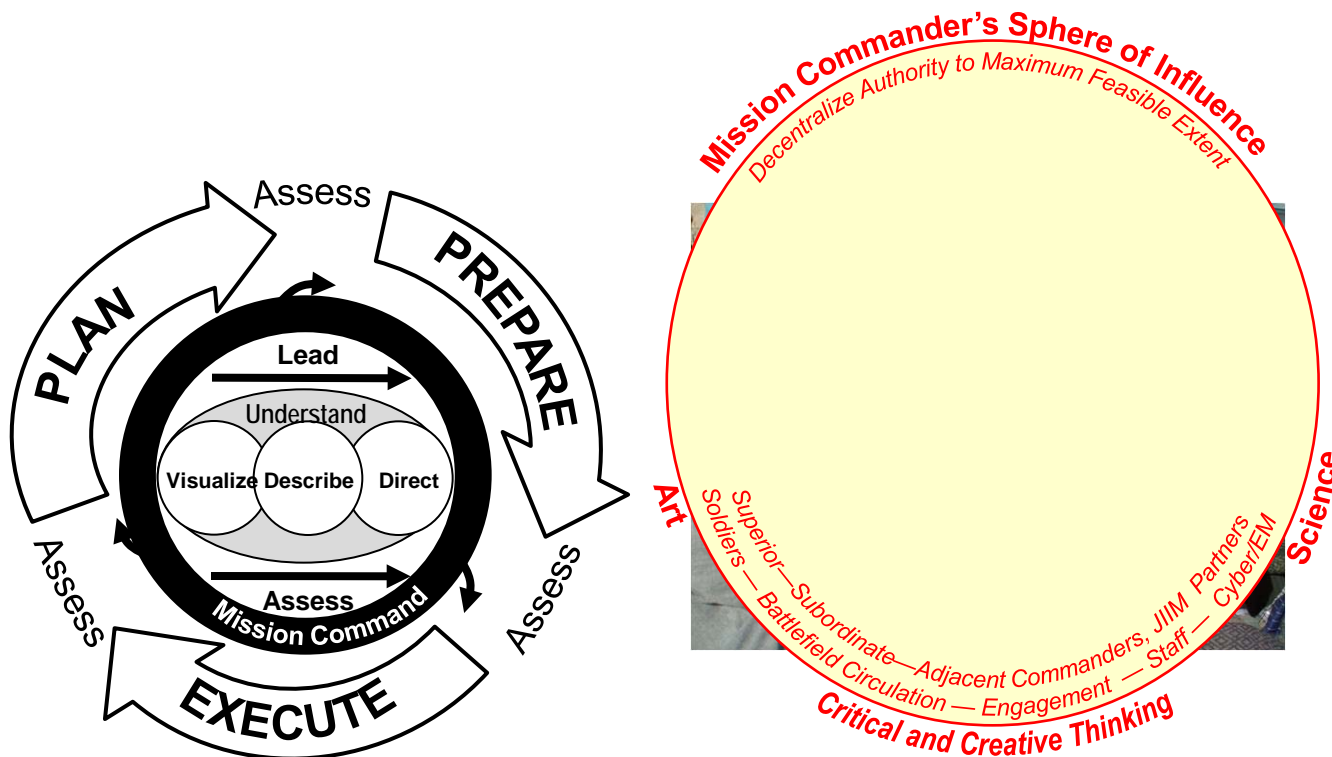 Assess
PLAN
PREPARE
Lead
Understand
Visualize
Describe
Direct
Assess
Mission Command
Assess
Assess
EXECUTE
Mission Commander’s Sphere of Influence
Decentralize Authority to Maximum Feasible Extent
Art
Science
Superior—Subordinate—Adjacent Commanders, JIIM Partners
Soldiers — Battlefield Circulation — Engagement — Staff — Cyber/EM
Critical and Creative Thinking